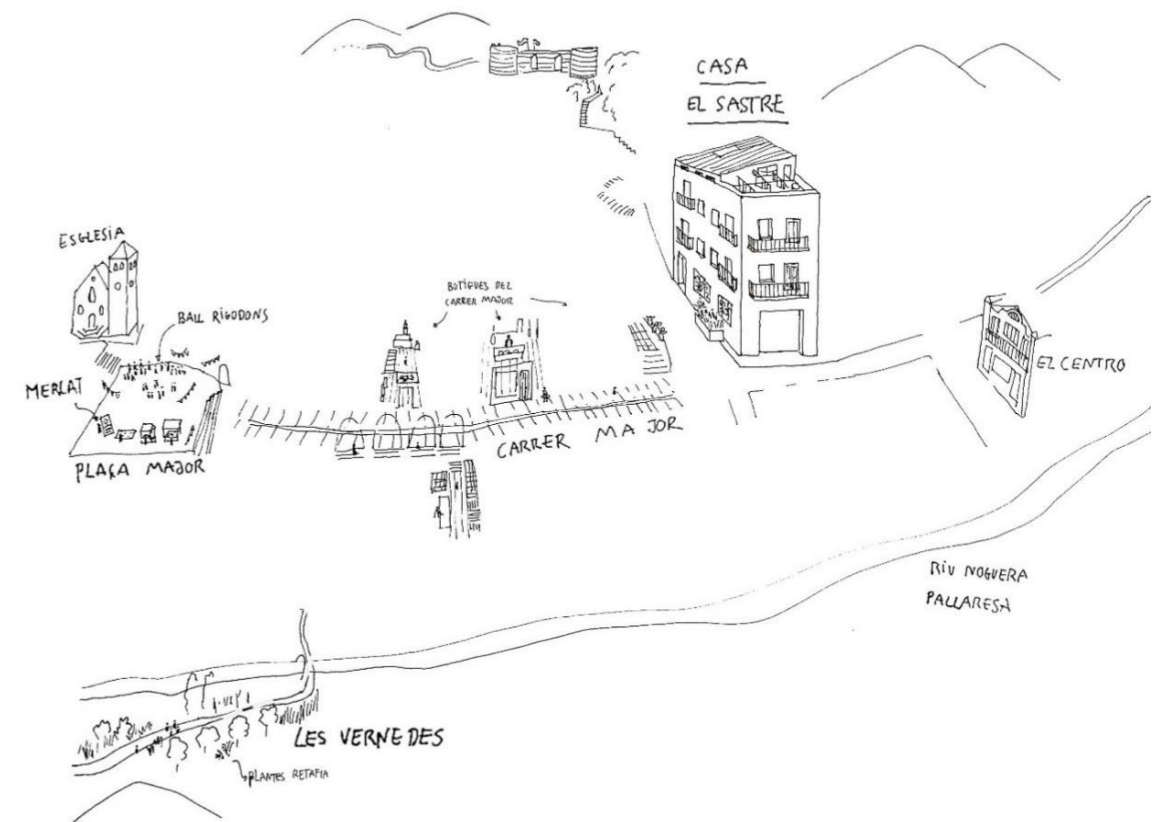 CASA
EL SASTRE
ESGLESIA
BALL RIGODONS
BOTIGUES DEL
CARRER MAJOR
MERCAT
PLAÇA MAJOR
CARRER MAJOR
EL CENTRO
RIU NOGUERA
PALLARESA
LES VERNEDES
PLANTES RATAFIA